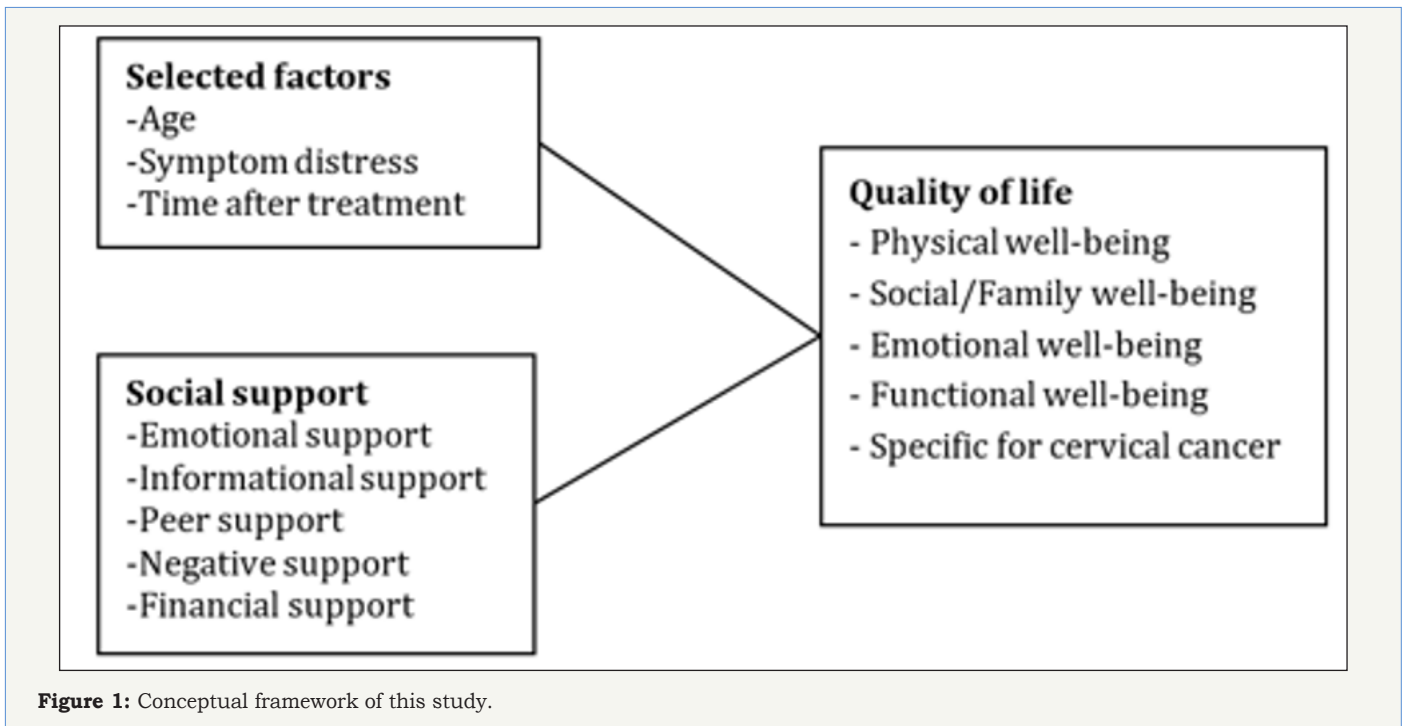 Selected factors
-Age
-Symptom distress
-Time after treatment
Social support
-Emotional support
-Informational support
-Peer support
-Negative support
-Financial support
Quality of life
- Physical well-being
- Social/Family well-being
- Emotional well-being
- Functional well-being
- Specific for cervical cancer
Figure 1: Conceptual framework of this study.